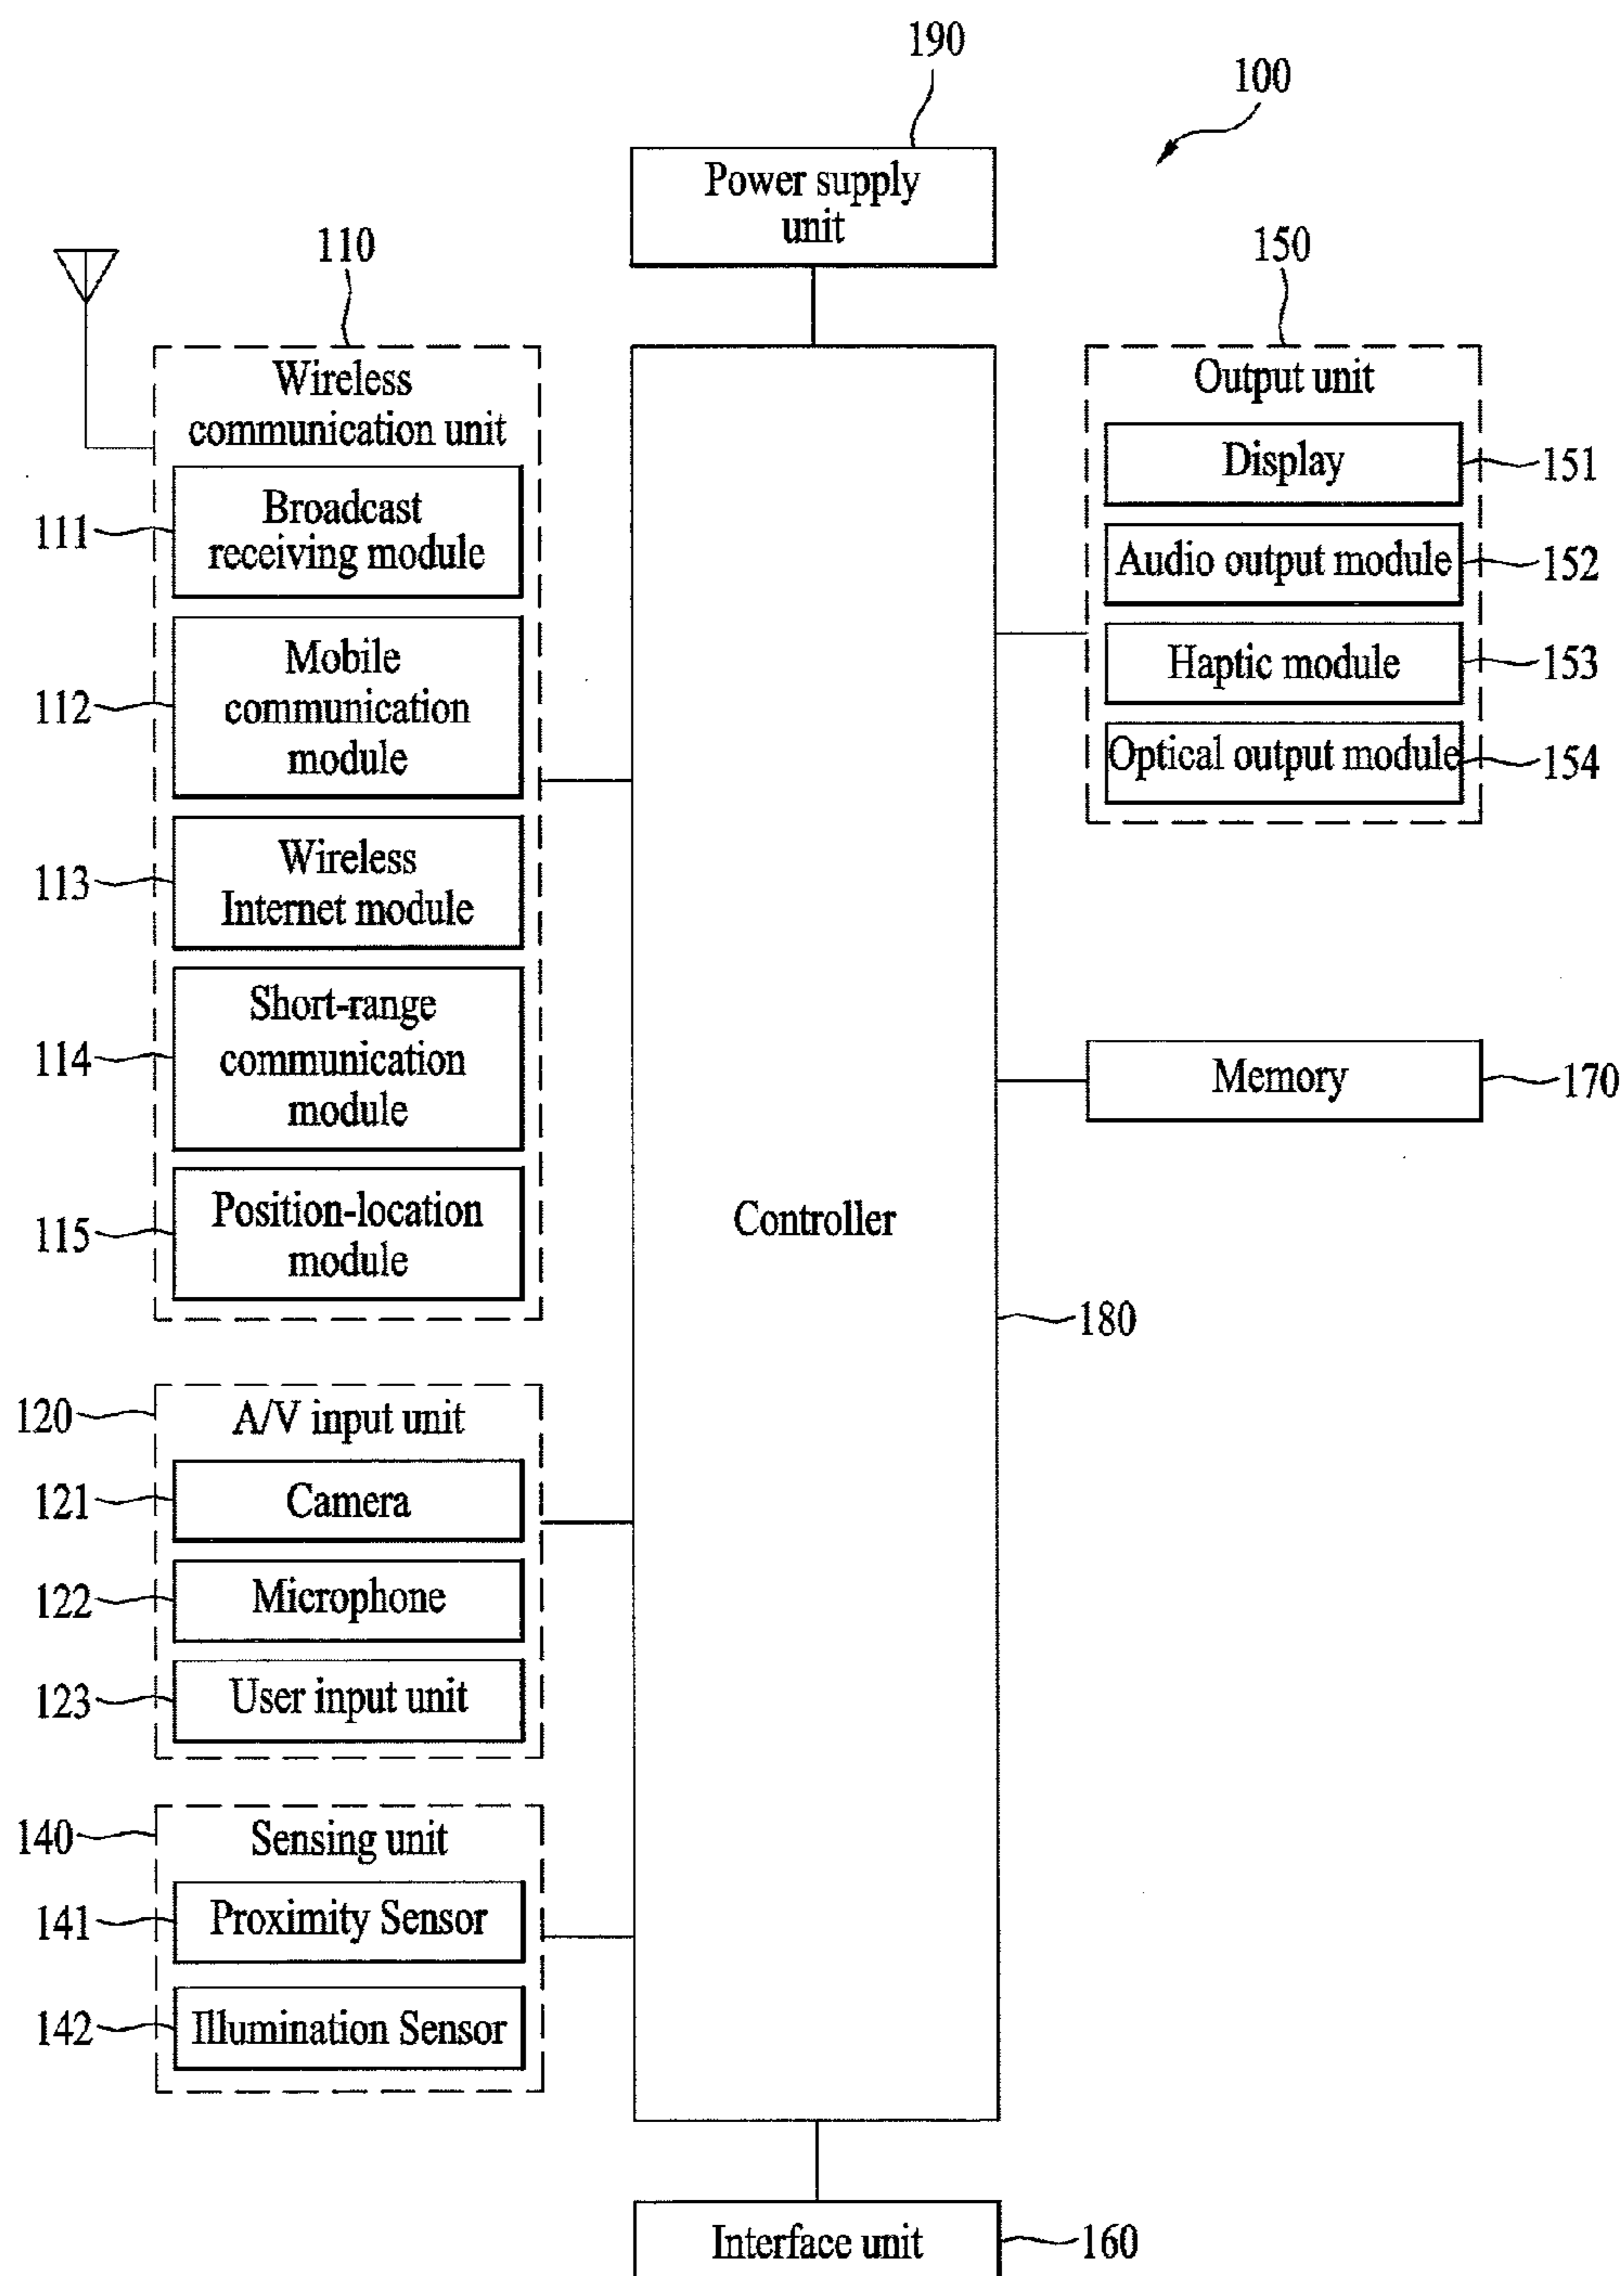 190
100
Power supply
unit
110
150
Wireless
communication unit
111
Broadcast
receiving module
112
Mobile
communication
module
113
Wireless
Internet module
114
Short-range
communication
module
115
Position-location
module
120
A/V input unit
121
Camera
122
Microphone
123
User input unit
140
Sensing unit
141
Proximity Sensor
142
Illumination Sensor
Controller
180
Output unit
Display
151
Audio output module
152
Haptic module
153
Optical output module
154
Memory
170
Interface unit
160